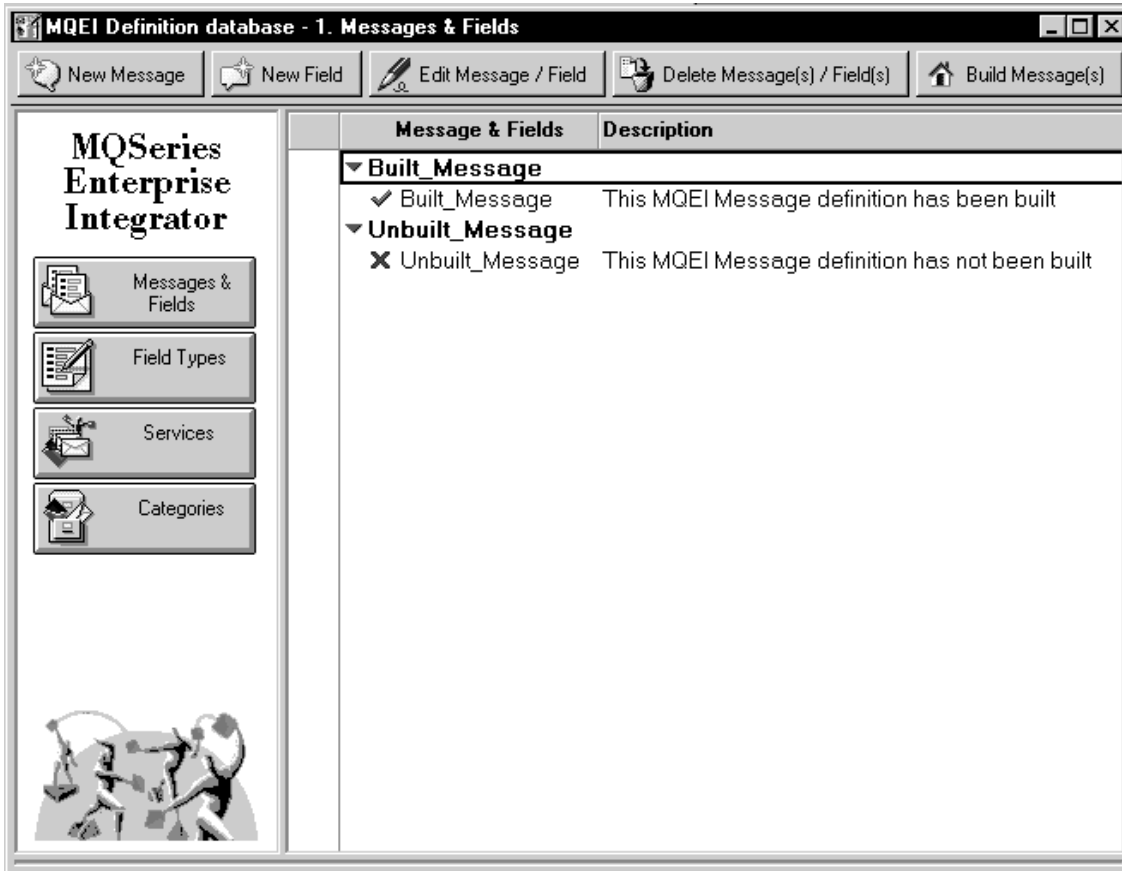 MQEI Definition database - 1. Messages & Fields
New Message
New Field
Edit Message / Field
Delete Message(s) / Field(s)
Build Message(s)
MQSeries
Enterprise
Integrator
Messages &
Fields
Field Types
Services
Categories
Message & Fields Description
Built_Message
Built_Message This MQEI Message definition has been built
Unbuilt_Message
Unbuilt_Message This MQEI Message definition has not been built